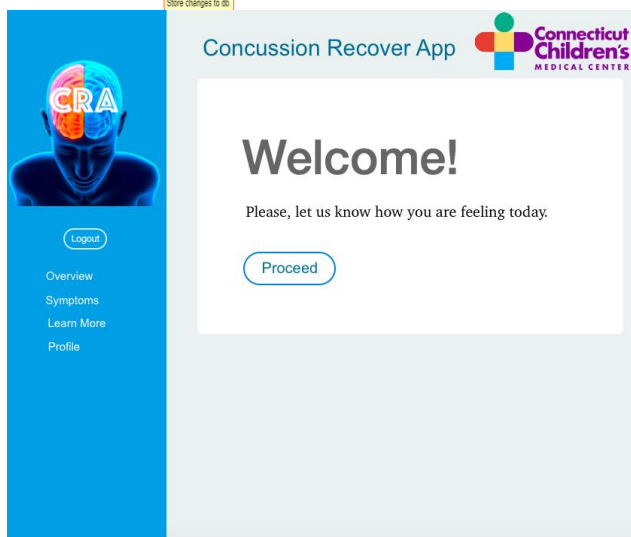 Store changes to db
Concussion Recover App
Connecticut
Children's
MEDICAL CENTER
CRA
Welcome!
Please, let us know how you are feeling today.
Proceed
Logout
Overview
Symptoms
Learn More
Profile